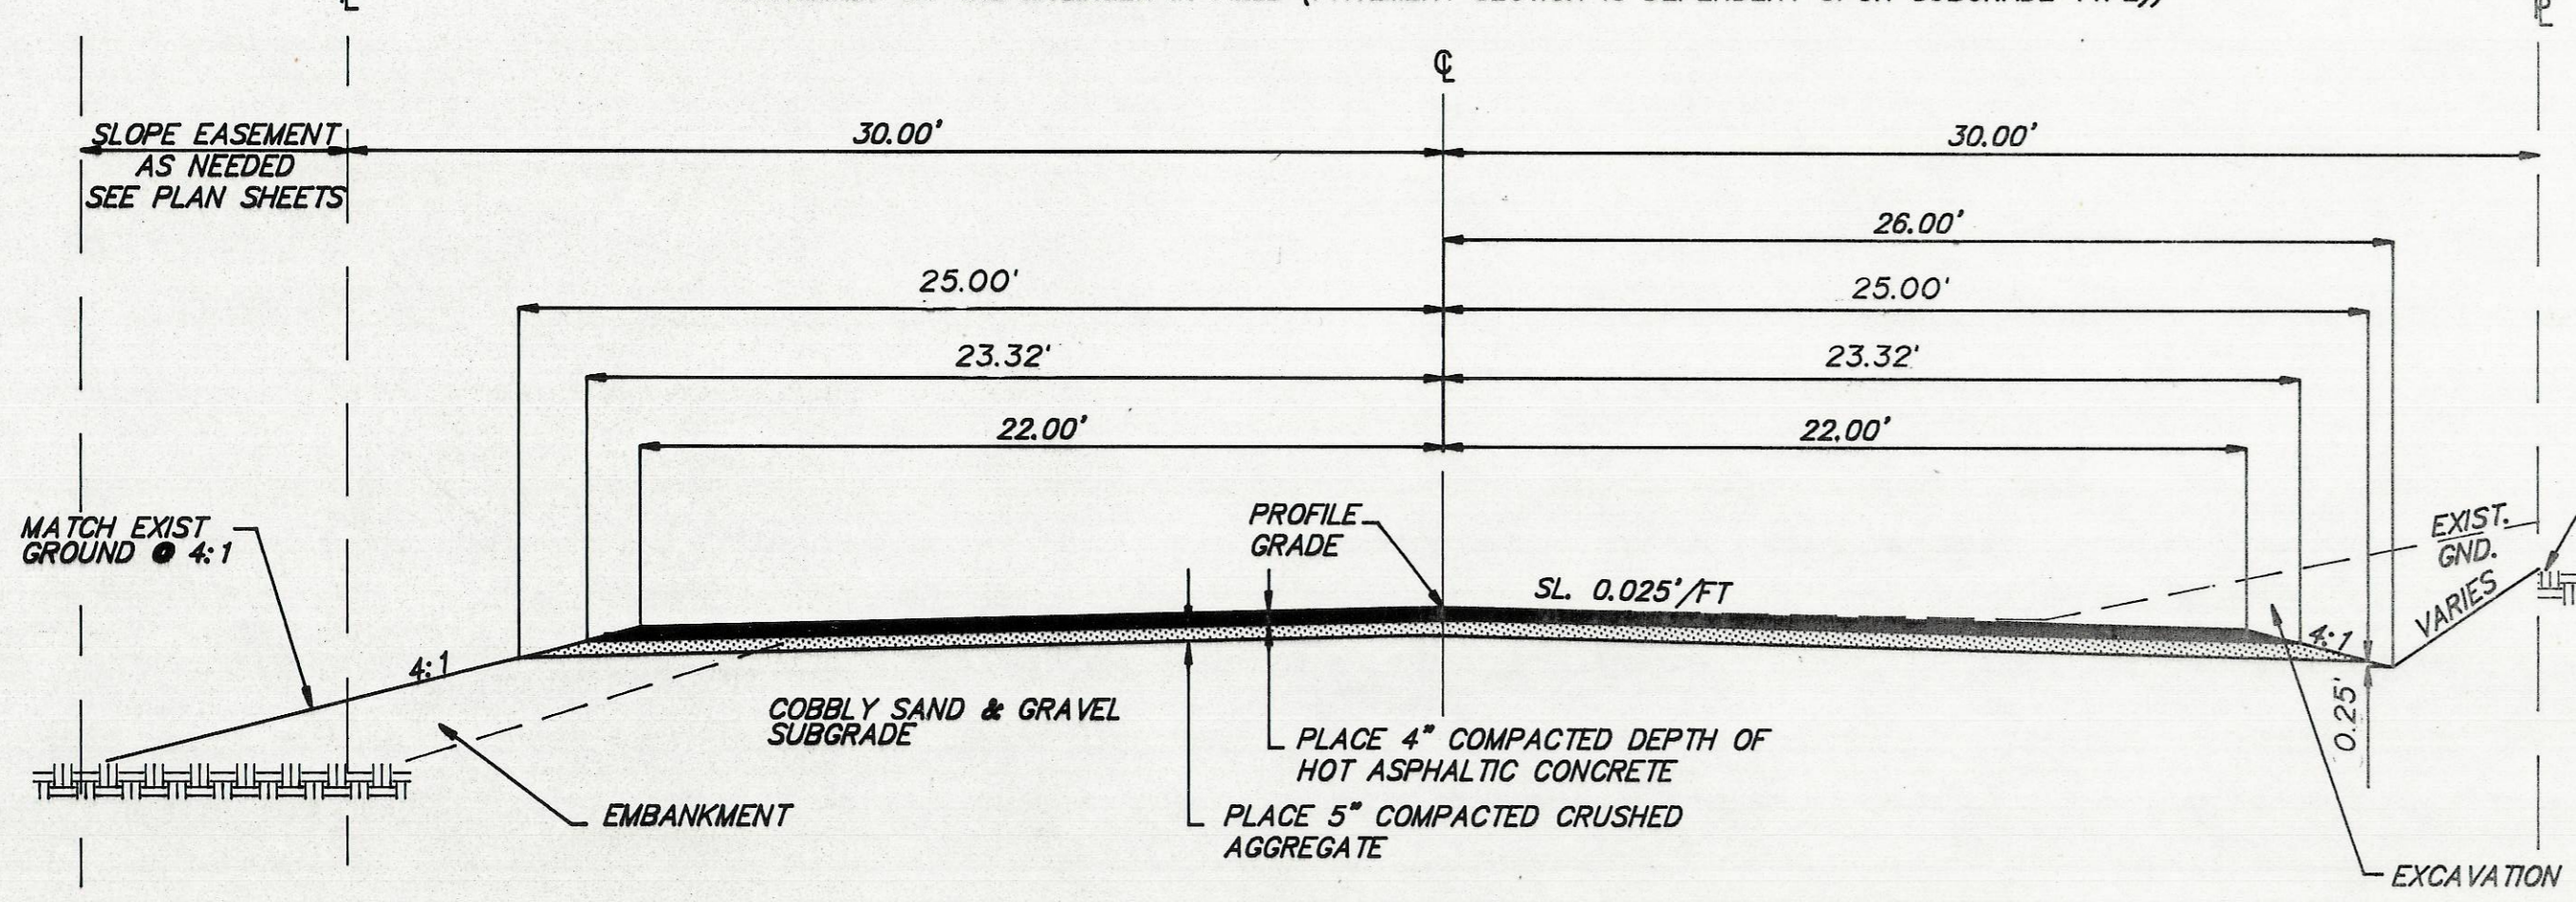 ℄
SLOPE EASEMENT
AS NEEDED
SEE PLAN SHEETS
30.00'
30.00'
26.00'
25.00'
25.00'
23.32'
23.32'
22.00'
22.00'
MATCH EXIST
GROUND @ 4:1
PROFILE
GRADE
SL. 0.025'/FT
EXIST.
GND.
VARIES
4:1
4:1
0.25'
COBBLY SAND & GRAVEL
SUBGRADE
PLACE 4" COMPACTED DEPTH OF
HOT ASPHALTIC CONCRETE
EMBANKMENT
PLACE 5" COMPACTED CRUSHED
AGGREGATE
EXCAVATION